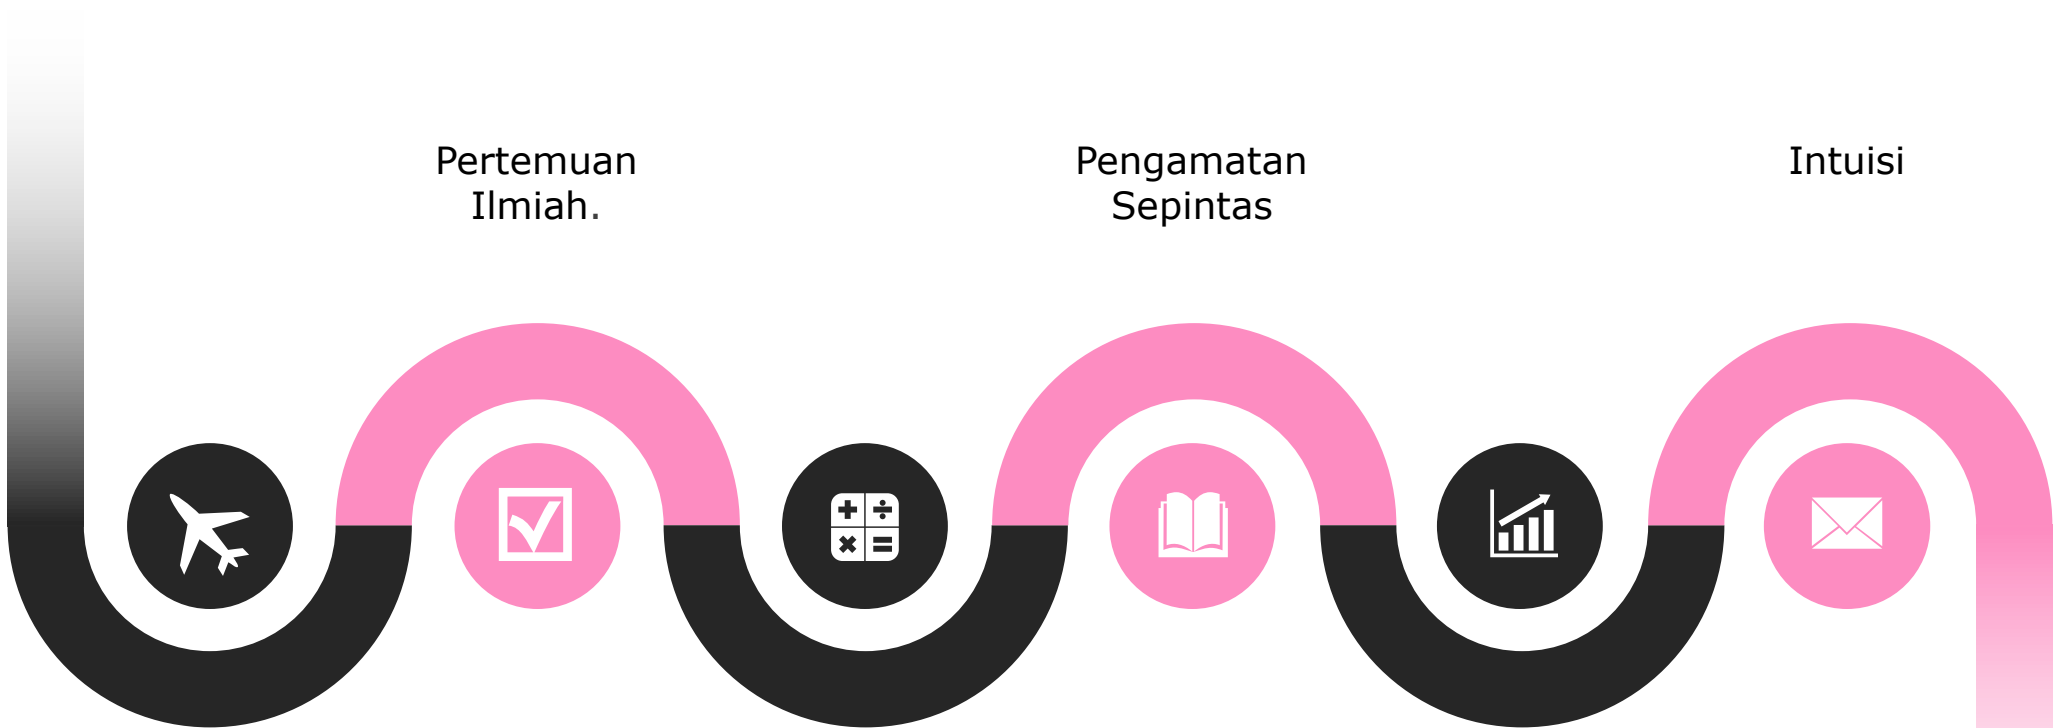 Pertemuan
Ilmiah.
Pengamatan
Sepintas
Intuisi